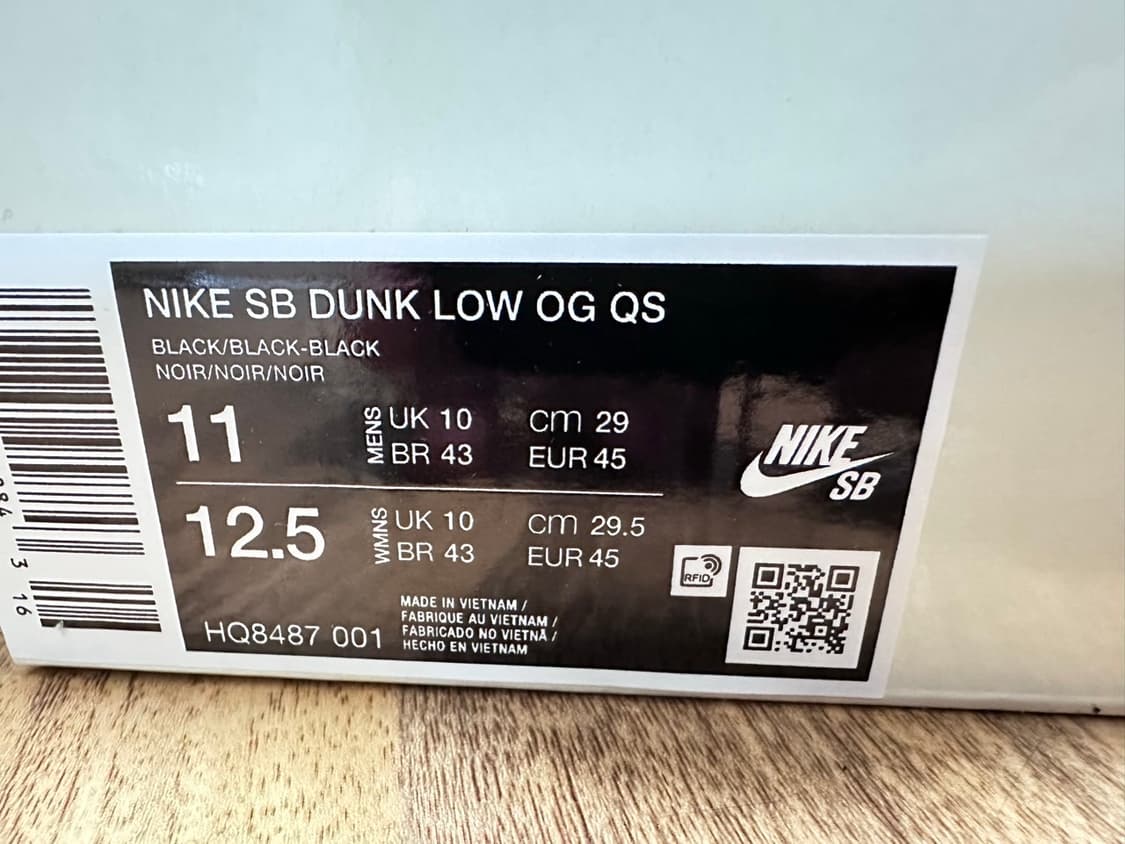 NIKE SB DUNK LOW OG QS
BLACK/BLACK-BLACK
NOIR/NOIR/NOIR
11
MENS
UK 10
cm 29
BR 43
EUR 45
12.5
WMNS
UK 10
cm 29.5
BR 43
EUR 45
HQ8487 001
MADE IN VIETNAM /
FABRIQUE AU VIETNAM /
FABRICADO NO VIETNÃ /
HECHO EN VIETNAM
NIKE
SB
RFID
3 16